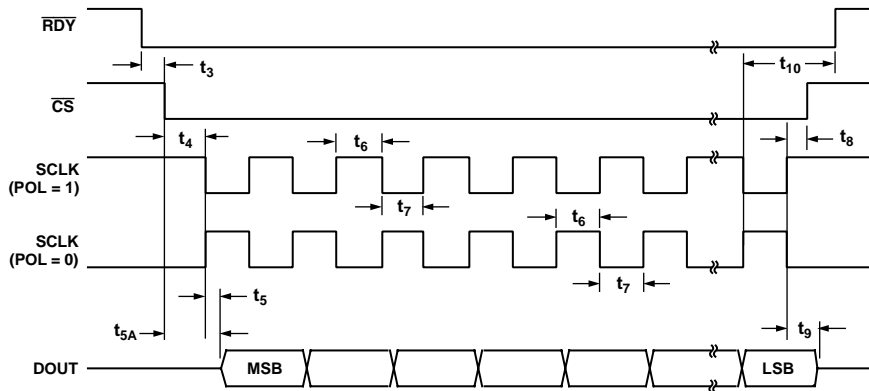 RDY
t3
t10
CS
t4
t6
t8
SCLK
(POL = 1)
t7
t6
SCLK
(POL = 0)
t7
t5
t5A
t9
DOUT
MSB
LSB